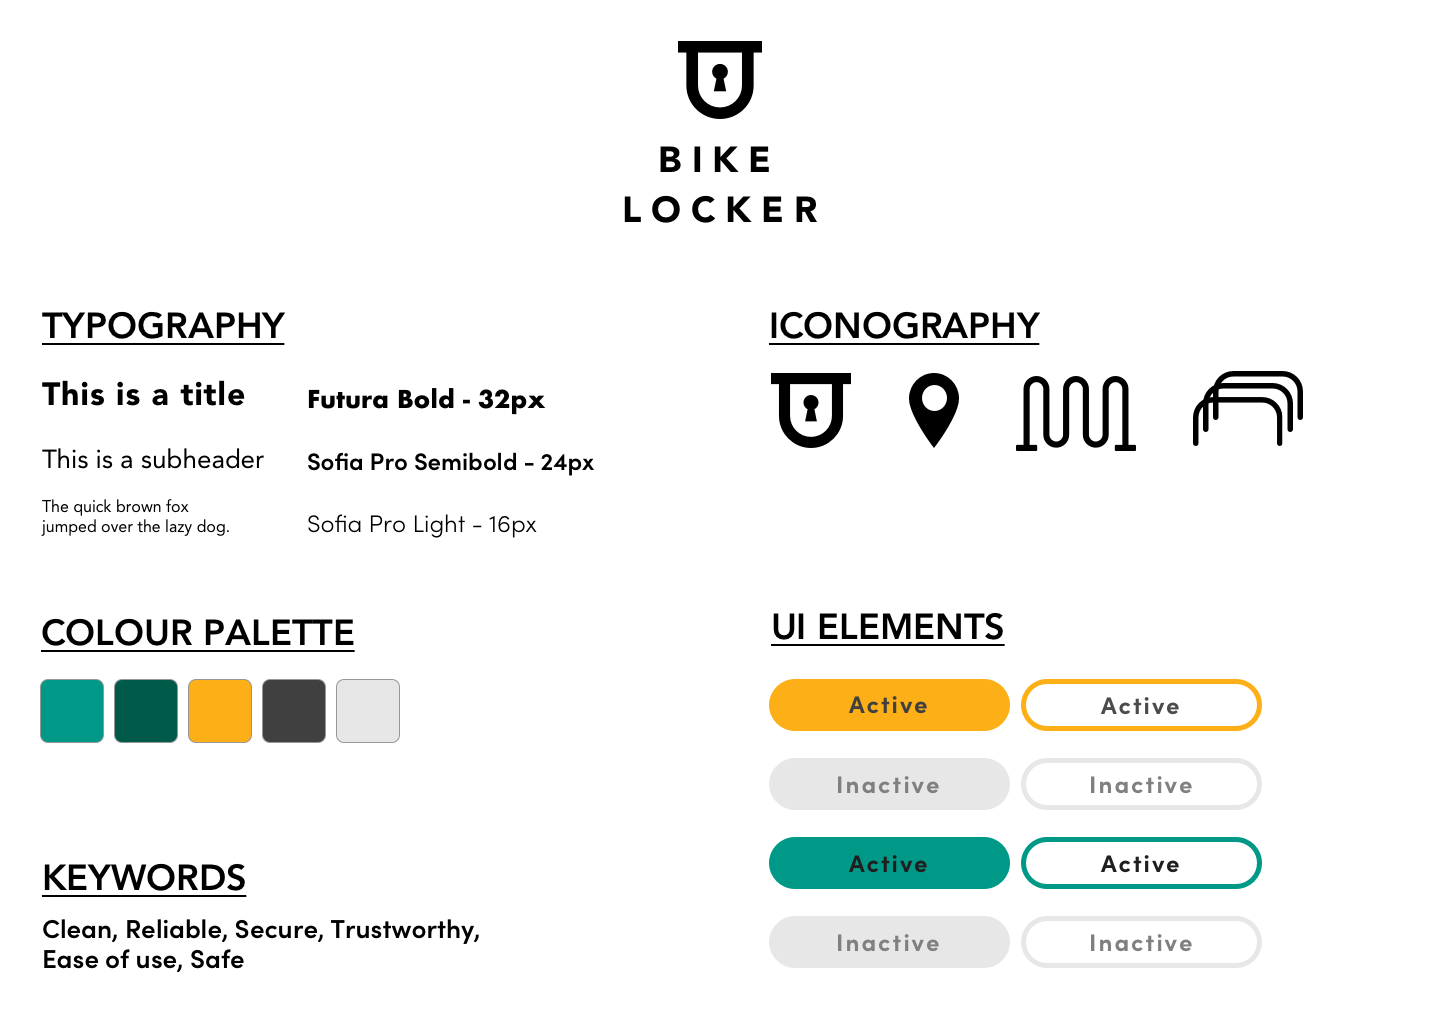 BIKE
LOCKER
TYPOGRAPHY
This is a title
Futura Bold - 32px
This is a subheader
Sofia Pro Semibold - 24px
The quick brown fox
jumped over the lazy dog.
Sofia Pro Light - 16px
ICONOGRAPHY
COLOUR PALETTE
UI ELEMENTS
Active
Active
Inactive
Inactive
Active
Active
Inactive
Inactive
KEYWORDS
Clean, Reliable, Secure, Trustworthy,
Ease of use, Safe